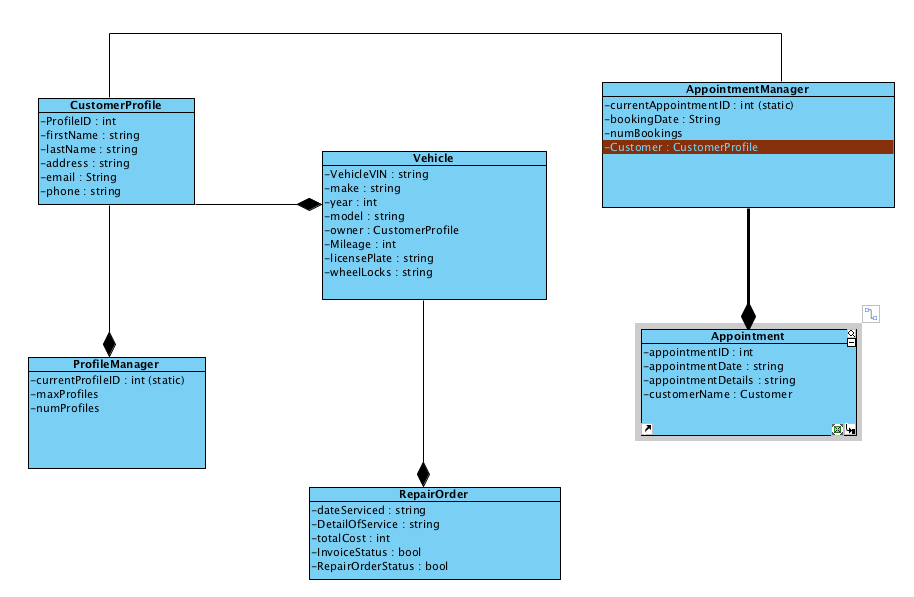 CustomerProfile
-ProfileID : int
-firstName : string
-lastName : string
-address : string
-email : String
-phone : string
AppointmentManager
-currentAppointmentID : int (static)
-bookingDate : String
-numBookings
-Customer : CustomerProfile
Vehicle
-VehicleVIN : string
-make : string
-year : int
-model : string
-owner : CustomerProfile
-Mileage : int
-licensePlate : string
-wheelLocks : string
ProfileManager
-currentProfileID : int (static)
-maxProfiles
-numProfiles
Appointment
-appointmentID : int
-appointmentDate : string
-appointmentDetails : string
-customerName : Customer
RepairOrder
-dateServiced : string
-DetailOfService : string
-totalCost : int
-InvoiceStatus : bool
-RepairOrderStatus : bool